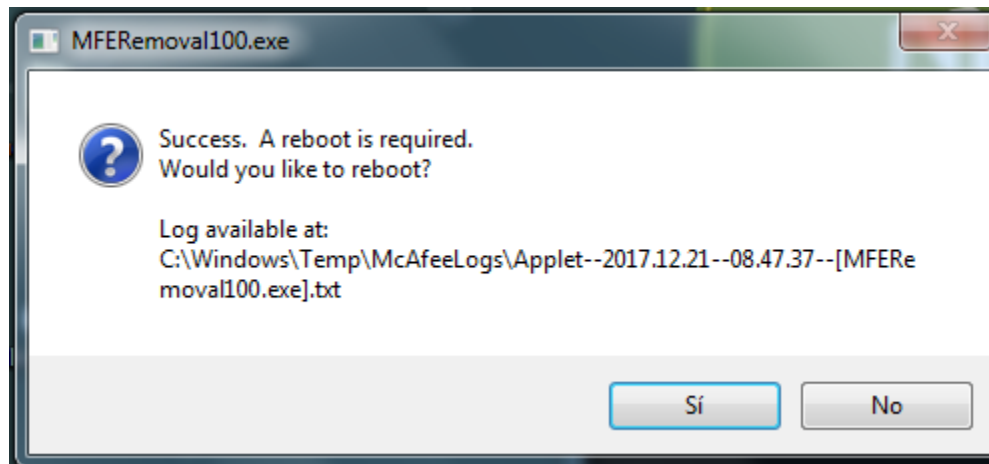 MFERemoval100.exe
Success.  A reboot is required.
Would you like to reboot?
Log available at:
C:\Windows\Temp\McAfeeLogs\Applet--2017.12.21--08.47.37--[MFERe
moval100.exe].txt
Sí
No